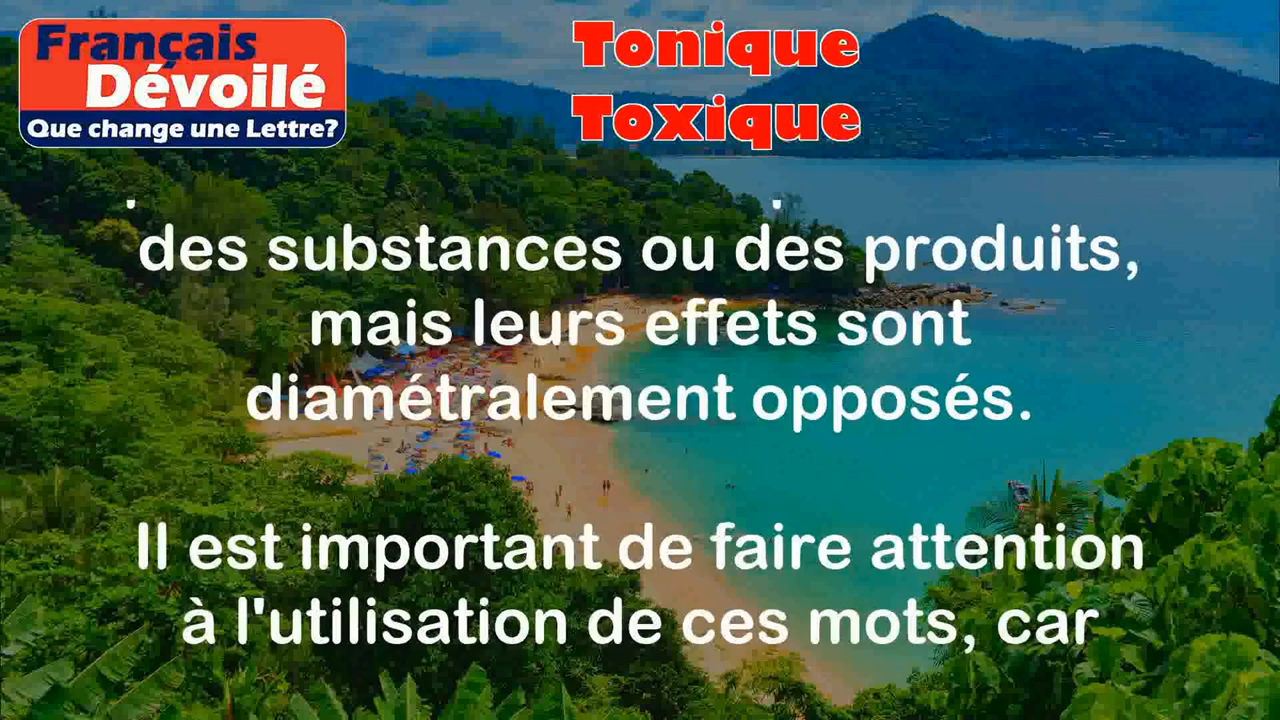 Français
Dévoilé
Que change une Lettre?
Tonique
Toxique
des substances ou des produits,
mais leurs effets sont
diamétralement opposés.
Il est important de faire attention
à l'utilisation de ces mots, car